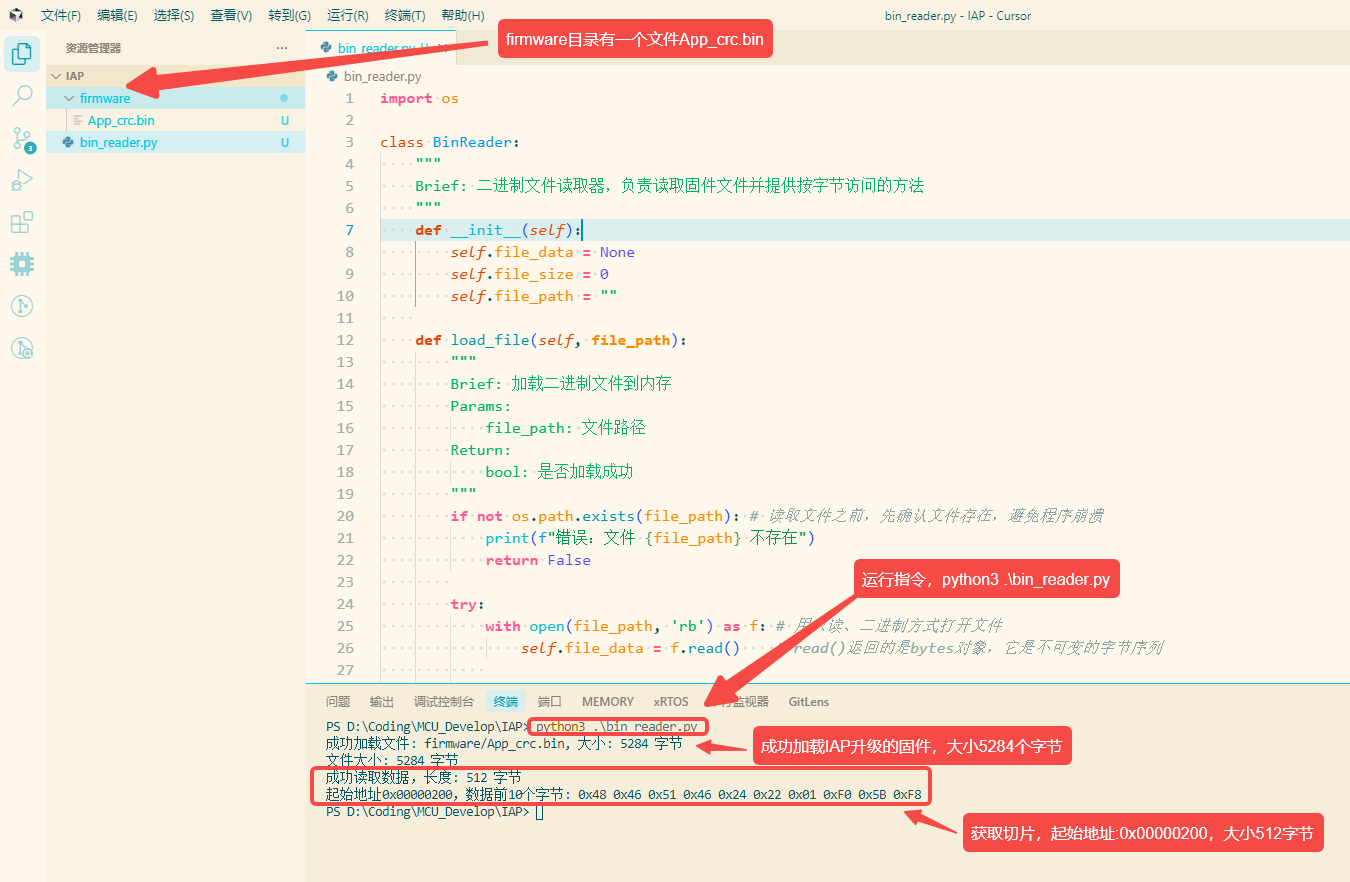 文件(F) 编辑(E) 选择(S) 查看(V) 转到(G) 运行(R) 终端(T) 帮助(H)
bin_reader.py - IAP - Cursor
firmware目录有一个文件App_crc.bin
资源管理器 ···
IAP
firmware
App_crc.bin U
bin_reader.py U
3
bin_reader.py
bin_reader.py
1 import os
2
3 class BinReader:
4 """
5 Brief: 二进制文件读取器，负责读取固件文件并提供按字节访问的方法
6 """
7 def __init__(self):
8 self.file_data = None
9 self.file_size = 0
10 self.file_path = ""
11
12 def load_file(self, file_path):
13 """
14 Brief: 加载二进制文件到内存
15 Params:
16 file_path: 文件路径
17 Return:
18 bool: 是否加载成功
19 """
20 if not os.path.exists(file_path): # 读取文件之前，先确认文件存在，避免程序崩溃
21 print(f"错误: 文件 {file_path} 不存在")
22 return False
23
24 try:
25 with open(file_path, 'rb') as f: # 读、二进制方式打开文件
26 self.file_data = f.read() read()返回的是bytes对象，它是不可变的字节序列
27
运行指令，python3 .\bin_reader.py
问题 输出 调试控制台 终端 端口 MEMORY xRTOS 监视器 GitLens
PS D:\Coding\MCU_Develop\IAP> python3 .\bin_reader.py
成功加载文件: firmware/App_crc.bin, 大小: 5284 字节
文件大小: 5284 字节
成功读取数据，长度: 512 字节
起始地址0x00000200, 数据前10个字节: 0x48 0x46 0x51 0x46 0x24 0x22 0x01 0xF0 0x5B 0xF8
PS D:\Coding\MCU_Develop\IAP>
成功加载IAP升级的固件，大小5284个字节
获取切片，起始地址:0x00000200，大小512字节